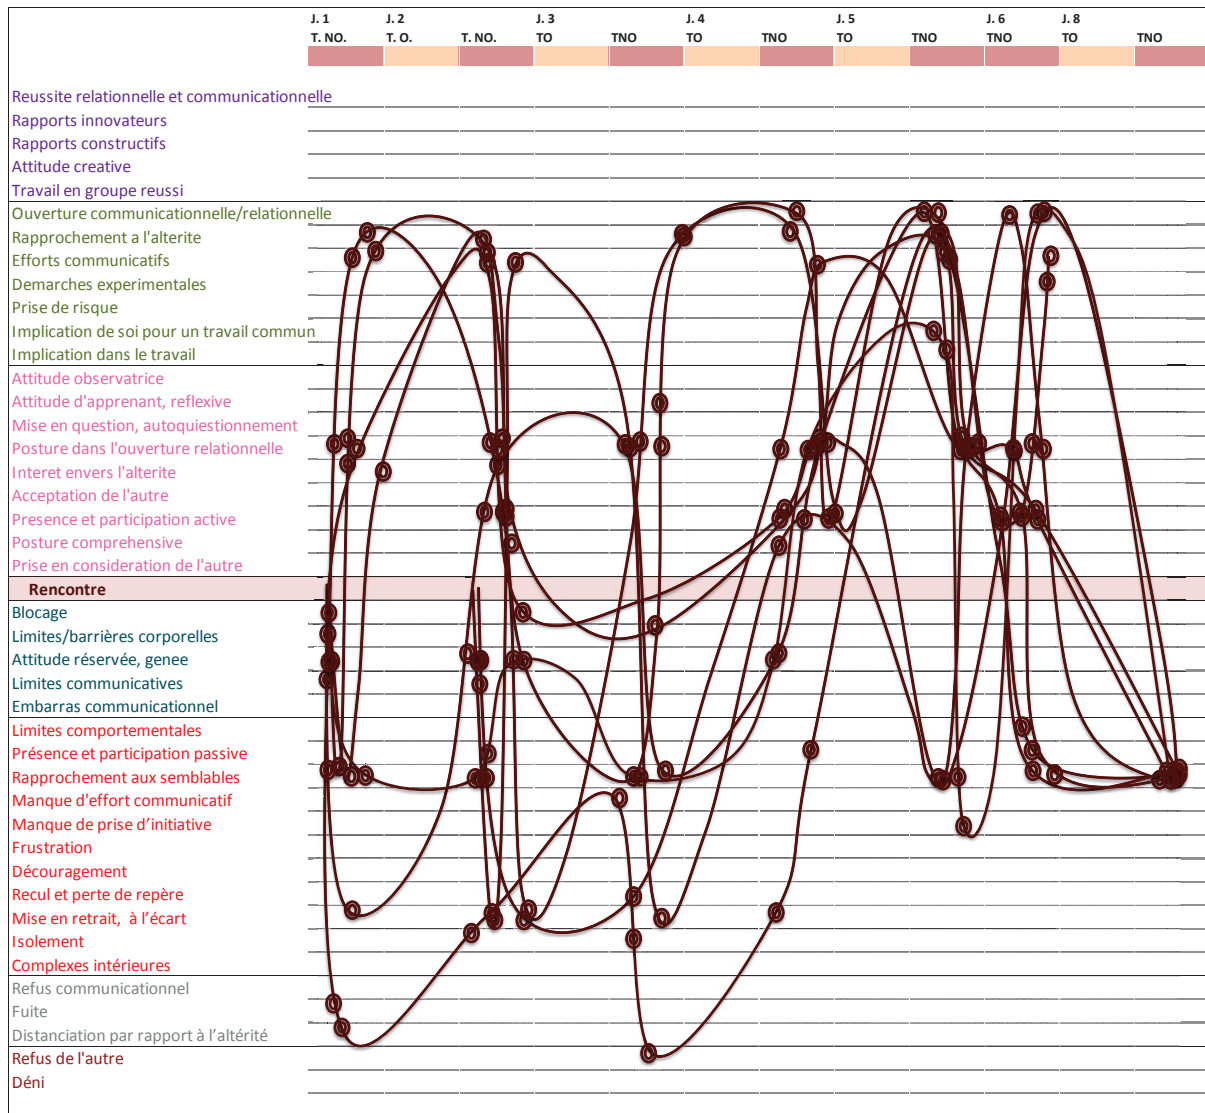 J. 1 J. 2 J. 3 J. 4 J. 5 J. 6 J. 8
T. NO. T. O. T. NO. TO TNO TO TNO TO TNO TNO TO TNO
Reussite relationnelle et communicationnelle
Rapports innovateurs
Rapports constructifs
Attitude creative
Travail en groupe reussi
Ouverture communicationnelle/relationnelle
Rapprochement a l'alterite
Efforts communicatifs
Demarches experimentales
Prise de risque
Implication de soi pour un travail commun
Implication dans le travail
Attitude observatrice
Attitude d'apprenant, reflexive
Mise en question, autoquiestionnement
Posture dans l'ouverture relationnelle
Interet envers l'alterite
Acceptation de l'autre
Presence et participation active
Posture comprehensive
Prise en consideration de l'autre
Rencontre
Blocage
Limites/barrières corporelles
Attitude réservée, genee
Limites communicatives
Embarras communicationnel
Limites comportementales
Présence et participation passive
Rapprochement aux semblables
Manque d'effort communicatif
Manque de prise d’initiative
Frustration
Découragement
Recul et perte de repère
Mise en retrait, à l’écart
Isolement
Complexes intérieures
Refus communicationnel
Fuite
Distanciation par rapport à l’altérité
Refus de l'autre
Déni